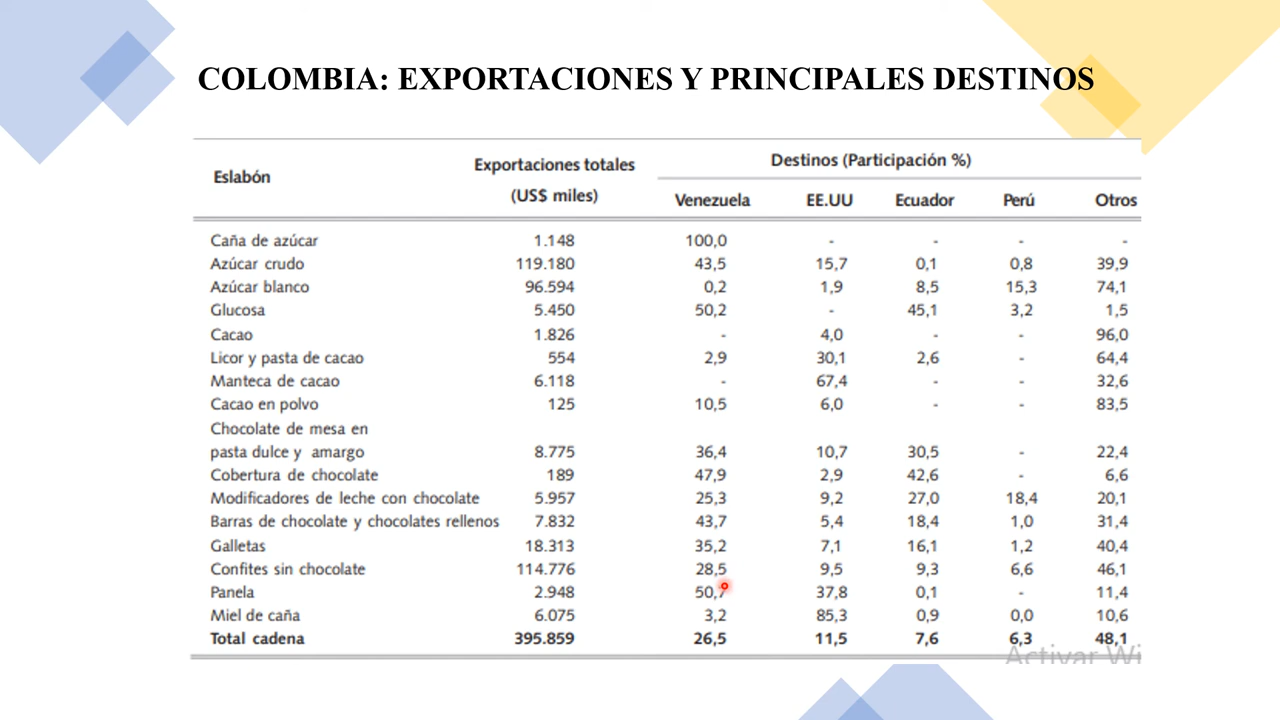 COLOMBIA: EXPORTACIONES Y PRINCIPALES DESTINOS
Eslabón Exportaciones totales (US$ miles) Destinos (Participación %)
Venezuela EE.UU Ecuador Perú Otros
Caña de azúcar 1.148 100,0 - - - -
Azúcar crudo 119.180 43,5 15,7 0,1 0,8 39,9
Azúcar blanco 96.594 0,2 1,9 8,5 15,3 74,1
Glucosa 5.450 50,2 - 45,1 3,2 1,5
Cacao 1.826 - 4,0 - - 96,0
Licor y pasta de cacao 554 2,9 30,1 2,6 - 64,4
Manteca de cacao 6.118 - 67,4 - - 32,6
Cacao en polvo 125 10,5 6,0 - - 83,5
Chocolate de mesa en
pasta dulce y amargo 8.775 36,4 10,7 30,5 - 22,4
Cobertura de chocolate 189 47,9 2,9 42,6 - 6,6
Modificadores de leche con chocolate 5.957 25,3 9,2 27,0 18,4 20,1
Barras de chocolate y chocolates rellenos 7.832 43,7 5,4 18,4 1,0 31,4
Galletas 18.313 35,2 7,1 16,1 1,2 40,4
Confites sin chocolate 114.776 28,5 9,5 9,3 6,6 46,1
Panela 2.948 50,7 37,8 0,1 - 11,4
Miel de caña 6.075 3,2 85,3 0,9 0,0 10,6
Total cadena 395.859 26,5 11,5 7,6 6,3 48,1
Activar Wi